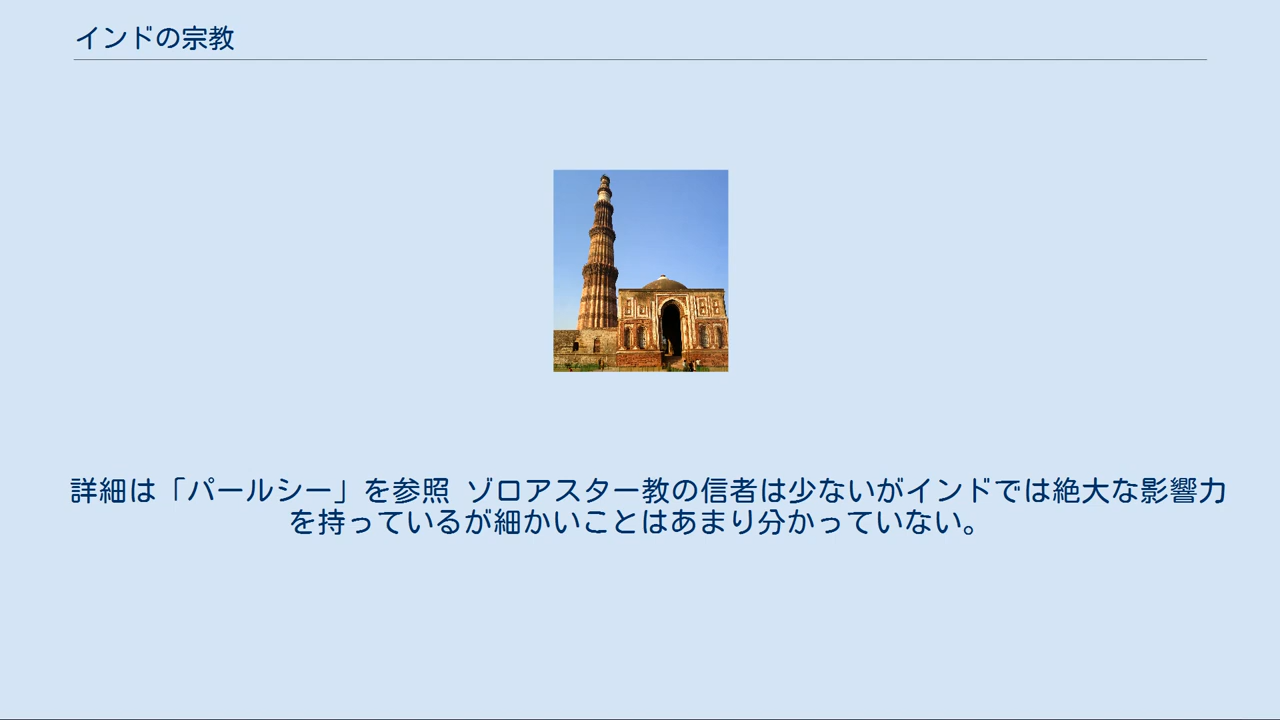 インドの宗教
詳細は「パールシー」を参照 ゾロアスター教の信者は少ないがインドでは絶大な影響力
を持っているが細かいことはあまり分かっていない。